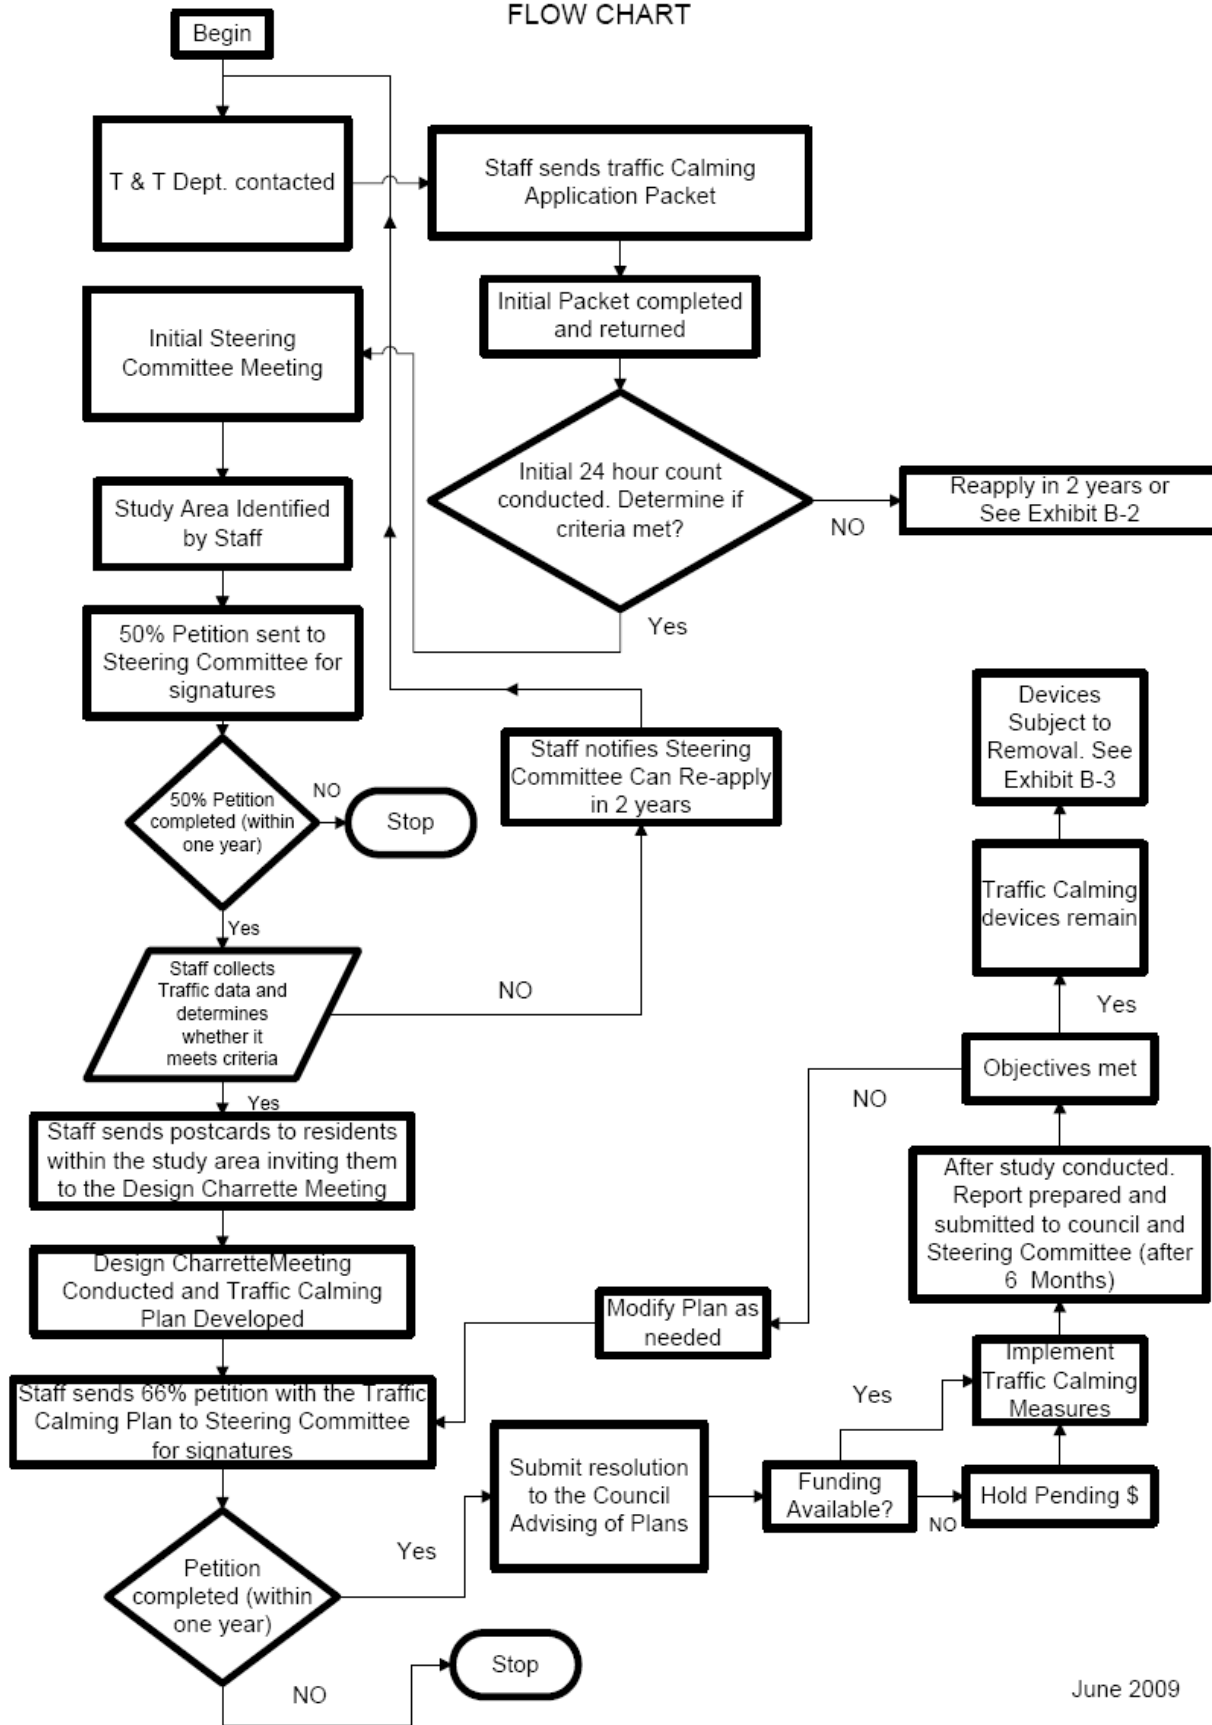 FLOW CHART
Begin
T & T Dept. contacted
Staff sends traffic Calming
Application Packet
Initial Packet completed
and returned
Initial Steering
Committee Meeting
Initial 24 hour count
conducted. Determine if
criteria met?
NO
Reapply in 2 years or
See Exhibit B-2
Yes
Study Area Identified
by Staff
50% Petition sent to
Steering Committee for
signatures
50% Petition
completed (within
one year)
NO
Stop
Yes
Staff notifies Steering
Committee Can Re-apply
in 2 years
Staff collects
Traffic data and
determines
whether it
meets criteria
NO
Yes
Staff sends postcards to residents
within the study area inviting them
to the Design Charrette Meeting
Design CharretteMeeting
Conducted and Traffic Calming
Plan Developed
Staff sends 66% petition with the Traffic
Calming Plan to Steering Committee
for signatures
Petition
completed (within
one year)
NO
Stop
Yes
Submit resolution
to the Council
Advising of Plans
Funding
Available?
Yes
NO
Hold Pending $
Implement
Traffic Calming
Measures
After study conducted.
Report prepared and
submitted to council and
Steering Committee (after
6 Months)
Objectives met
NO
Modify Plan as
needed
Yes
Traffic Calming
devices remain
Devices
Subject to
Removal. See
Exhibit B-3
June 2009